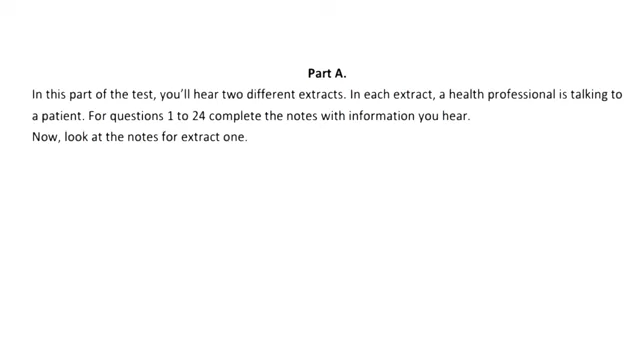 Part A.
In this part of the test, you'll hear two different extracts. In each extract, a health professional is talking to
a patient. For questions 1 to 24 complete the notes with information you hear.
Now, look at the notes for extract one.